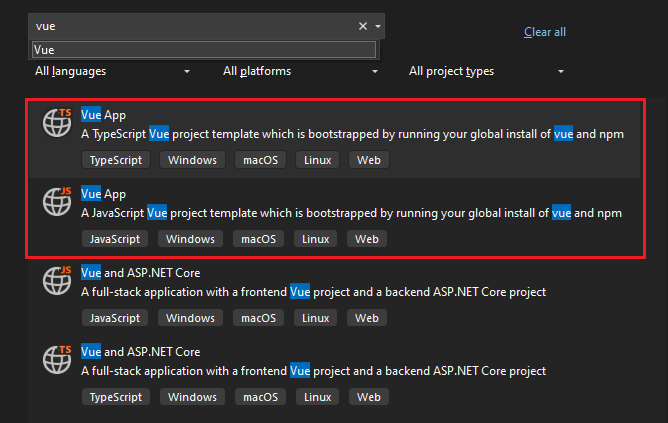 vue
Clear all
Vue
All languages All platforms All project types
TS
Vue App
A TypeScript Vue project template which is bootstrapped by running your global install of vue and npm
TypeScript Windows macOS Linux Web
JS
Vue App
A JavaScript Vue project template which is bootstrapped by running your global install of vue and npm
JavaScript Windows macOS Linux Web
JS
Vue and ASP.NET Core
A full-stack application with a frontend Vue project and a backend ASP.NET Core project
JavaScript Windows macOS Linux Web
TS
Vue and ASP.NET Core
A full-stack application with a frontend Vue project and a backend ASP.NET Core project
TypeScript Windows macOS Linux Web